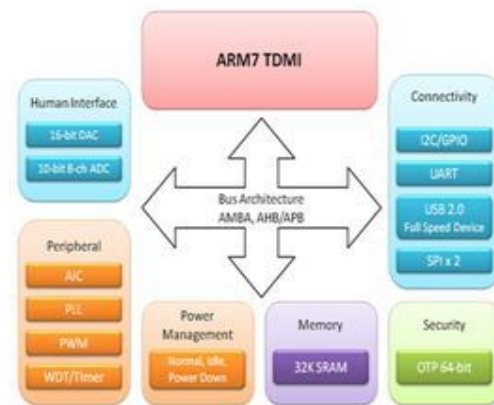 ARM7 TDMI
Human Interface
16-bit DAC
10-bit 8-ch ADC
Connectivity
I2C/GPIO
UART
USB 2.0
Full Speed Device
SPI x 2
Bus Architecture
AMBA, AHB/APB
Peripheral
AIC
PLL
PWM
WDT/Timer
Power
Management
Normal, Idle,
Power Down
Memory
32K SRAM
Security
OTP 64-bit